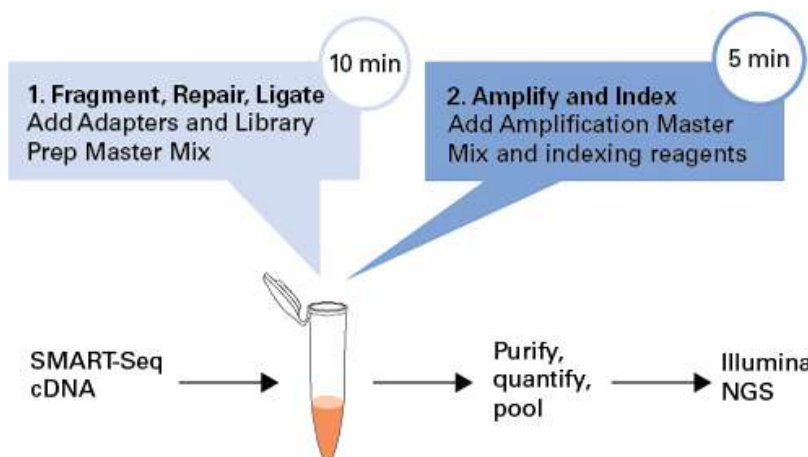 10 min
1. Fragment, Repair, Ligate
Add Adapters and Library
Prep Master Mix
5 min
2. Amplify and Index
Add Amplification Master
Mix and indexing reagents
SMART-Seq
cDNA
Purify,
quantify,
pool
Illumina
NGS